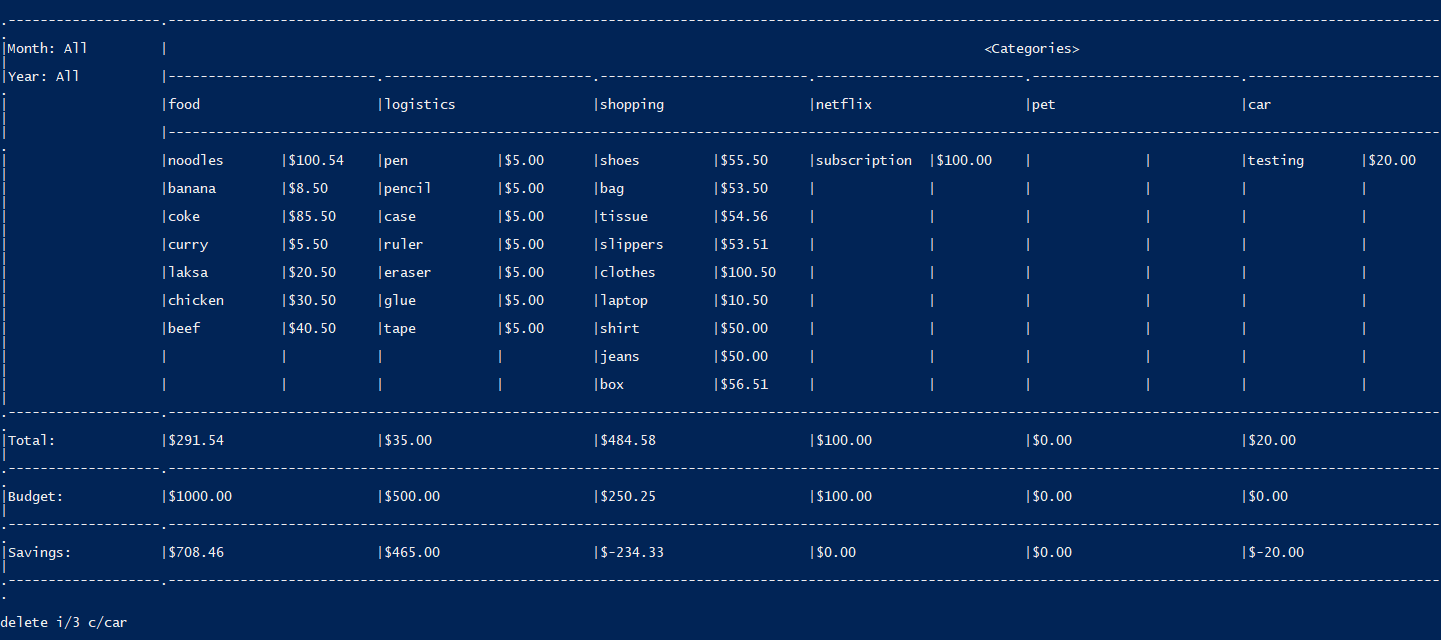 Month: All <Categories>
Year: All
food logistics shopping netflix pet car
noodles $100.54 pen $5.00 shoes $55.50 subscription $100.00 testing $20.00
banana $8.50 pencil $5.00 bag $53.50
coke $85.50 case $5.00 tissue $54.56
curry $5.50 ruler $5.00 slippers $53.51
laksa $20.50 eraser $5.00 clothes $100.50
chicken $30.50 glue $5.00 laptop $10.50
beef $40.50 tape $5.00 shirt $50.00
jeans $50.00
box $56.51
Total: $291.54 $35.00 $484.58 $100.00 $0.00 $20.00
Budget: $1000.00 $500.00 $250.25 $100.00 $0.00 $0.00
Savings: $708.46 $465.00 $-234.33 $0.00 $0.00 $-20.00
delete i/3 c/car